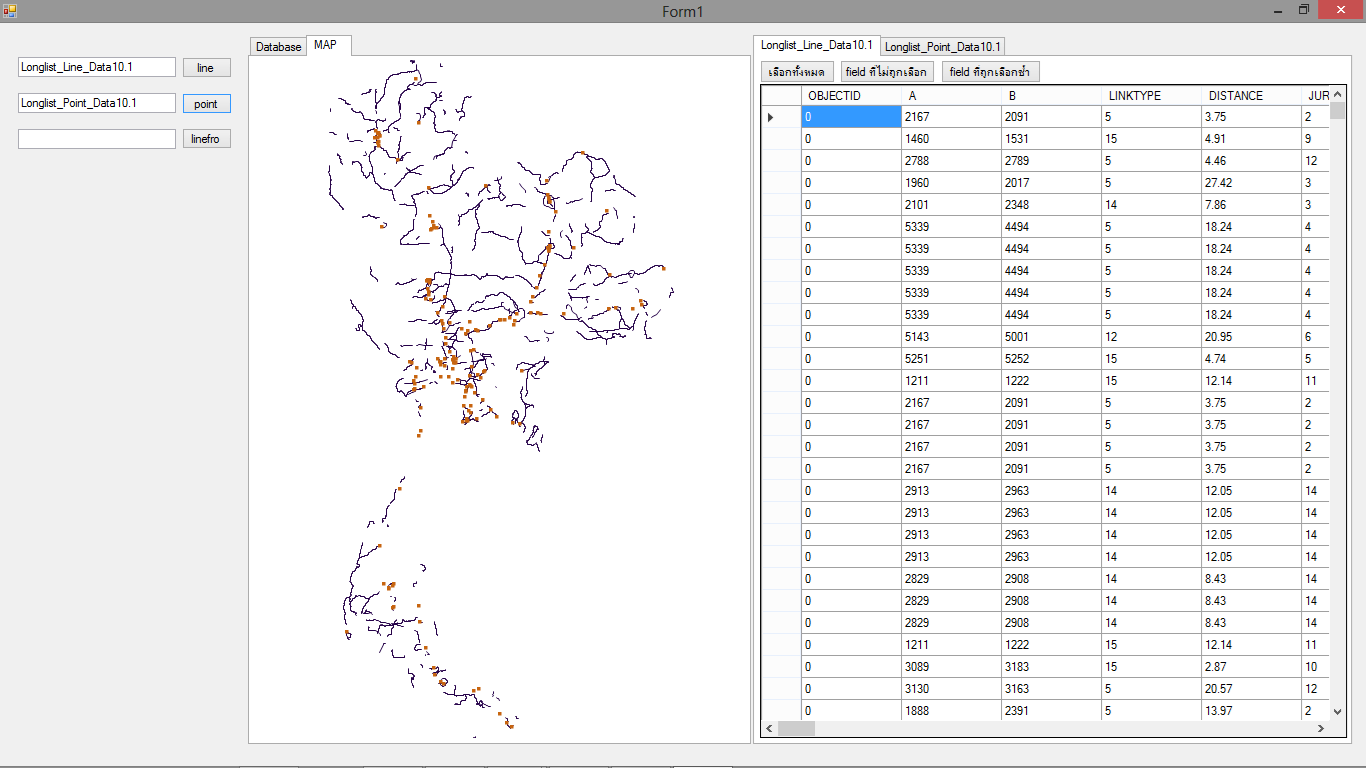 Form1
Longlist_Line_Data10.1 line
Longlist_Point_Data10.1 point
linefro
Database MAP
Longlist_Line_Data10.1 Longlist_Point_Data10.1
เลือกทั้งหมด field ที่ไม่ถูกเลือก field ที่ถูกเลือกซ้ำ
OBJECTID A B LINKTYPE DISTANCE JUR
0 2167 2091 5 3.75 2
0 1460 1531 15 4.91 9
0 2788 2789 5 4.46 12
0 1960 2017 5 27.42 3
0 2101 2348 14 7.86 3
0 5339 4494 5 18.24 4
0 5339 4494 5 18.24 4
0 5339 4494 5 18.24 4
0 5339 4494 5 18.24 4
0 5339 4494 5 18.24 4
0 5143 5001 12 20.95 6
0 5251 5252 15 4.74 5
0 1211 1222 15 12.14 11
0 2167 2091 5 3.75 2
0 2167 2091 5 3.75 2
0 2167 2091 5 3.75 2
0 2167 2091 5 3.75 2
0 2913 2963 14 12.05 14
0 2913 2963 14 12.05 14
0 2913 2963 14 12.05 14
0 2913 2963 14 12.05 14
0 2829 2908 14 8.43 14
0 2829 2908 14 8.43 14
0 2829 2908 14 8.43 14
0 1211 1222 15 12.14 11
0 3089 3183 15 2.87 10
0 3130 3163 5 20.57 12
0 1888 2391 5 13.97 2